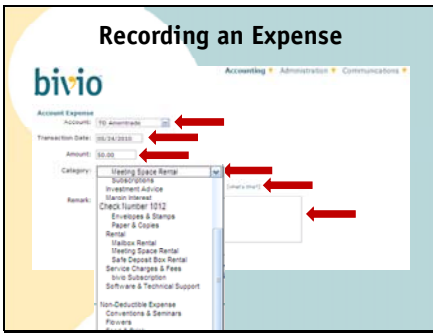 Recording an Expense
bivio
Accounting Administration Communications
Account Expense
Account: TD Ameritrade
Transaction Date: 05/24/2010
Amount: 50.00
Category: Meeting Space Rental
Subscriptions
[what's this?]
Investment Advice
Margin Interest
Remark: Check Number 1012
Envelopes & Stamps
Paper & Copies
Rental
Mailbox Rental
Meeting Space Rental
Safe Deposit Box Rental
Service Charges & Fees
bivio Subscription
Software & Technical Support
Non-Deductible Expense
Conventions & Seminars
Flowers